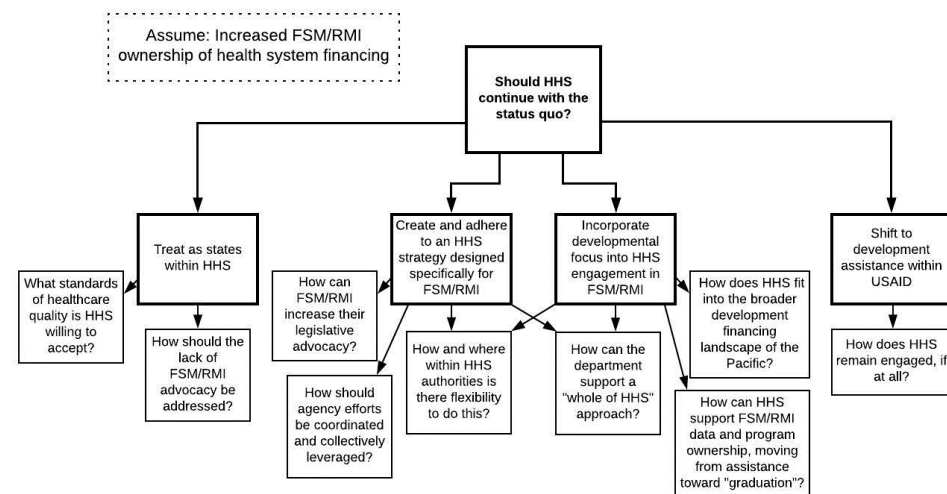 Assume: Increased FSM/RMI
ownership of health system financing
Should HHS
continue with the
status quo?
Treat as states
within HHS
Create and adhere
to an HHS
strategy designed
specifically for
FSM/RMI
Incorporate
developmental
focus into HHS
engagement in
FSM/RMI
Shift to
development
assistance within
USAID
What standards
of healthcare
quality is HHS
willing to
accept?
How should the
lack of
FSM/RMI
advocacy be
addressed?
How can
FSM/RMI
increase their
legislative
advocacy?
How should
agency efforts
be coordinated
and collectively
leveraged?
How and where
within HHS
authorities is
there flexibility
to do this?
How can the
department
support a
"whole of HHS"
approach?
How does HHS fit
into the broader
development
financing
landscape of the
Pacific?
How can HHS
support FSM/RMI
data and program
ownership, moving
from assistance
toward "graduation"?
How does HHS
remain engaged, if
at all?